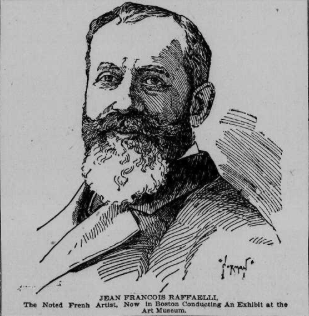 JEAN FRANCOIS RAFFAELLI,
The Noted Frenh Artist, Now in Boston Conducting An Exhibit at the
Art Museum.